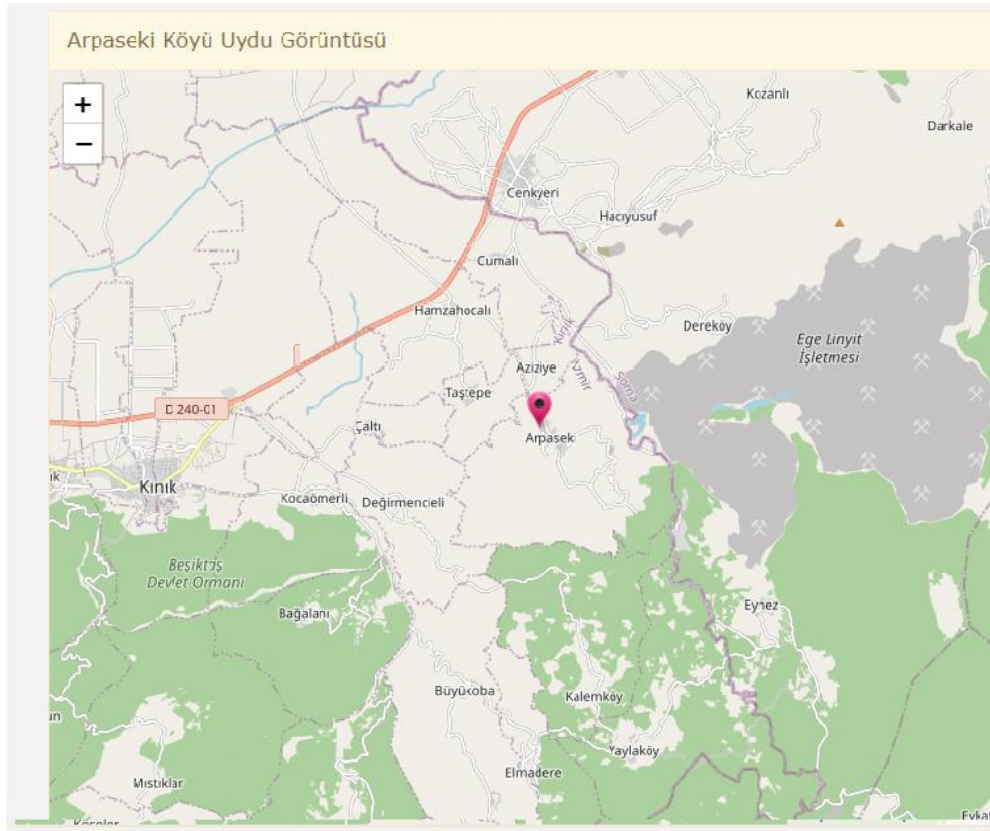 Arpaseki Köyü Uydu Görüntüsü
+
−
Kozanlı
Darkale
Cenkyeri
Hacıyusuf
Cumalı
Hamzahocalı
Dereköy
Ege Linyit
İşletmesi
Kınık
İzmir
Soma
Aziziye
Taştepe
D 240-01
Çaltı
Arpasek
Kınık
Kocaömerli
Değirmencieli
Beşiktaş
Devlet Ormanı
Bağalanı
Eynez
Büyükoba
Kalemköy
Yaylaköy
Elmadere
Mıstıklar